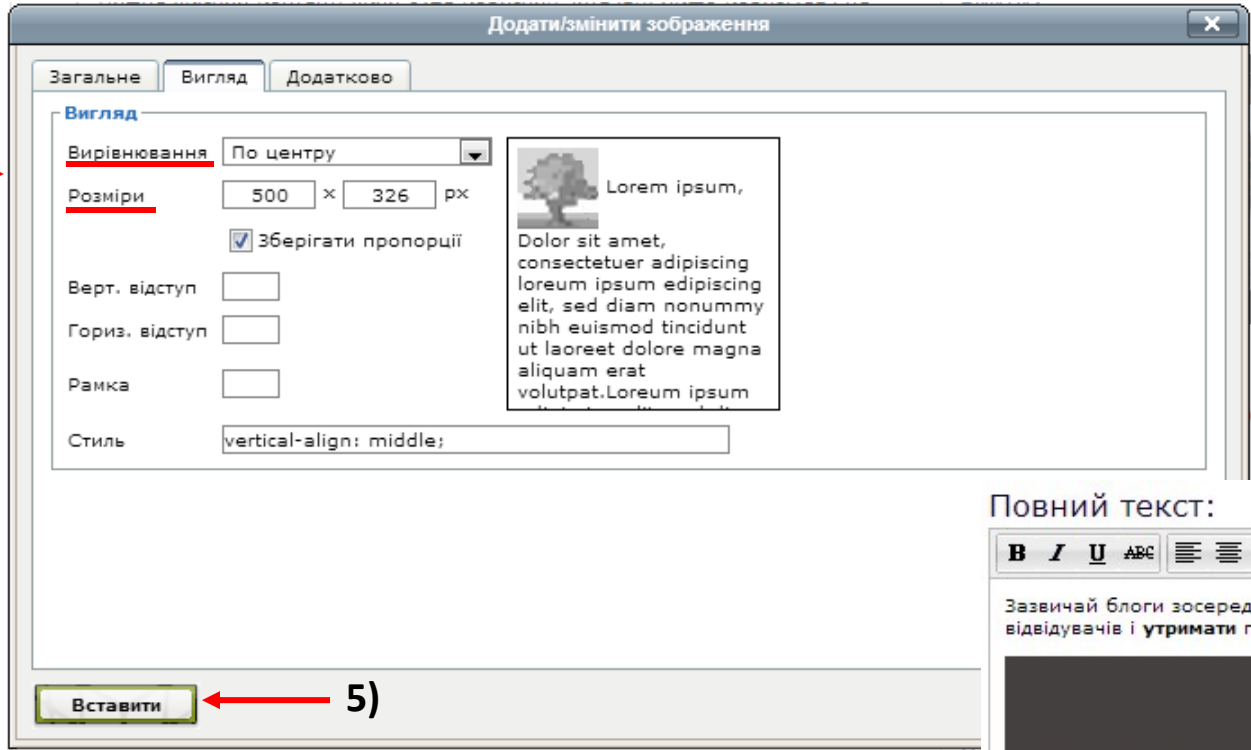 Додати/змінити зображення
Загальне Вигляд Додатково
Вигляд
Вирівнювання По центру
Розміри 500 x 326 px
Зберігати пропорції
Верт. відступ
Гориз. відступ
Рамка
Стиль vertical-align: middle;
Lorem ipsum,
Dolor sit amet,
consectetuer adipiscing
loreum ipsum edipiscing
elit, sed diam nonummy
nibh euismod tincidunt
ut laoreet dolore magna
aliquam erat
volutpat.Loreum ipsum
Вставити
5)
Повний текст:
B I U ABC
Зазвичай блоги зосеред
відвідувачів і утримати